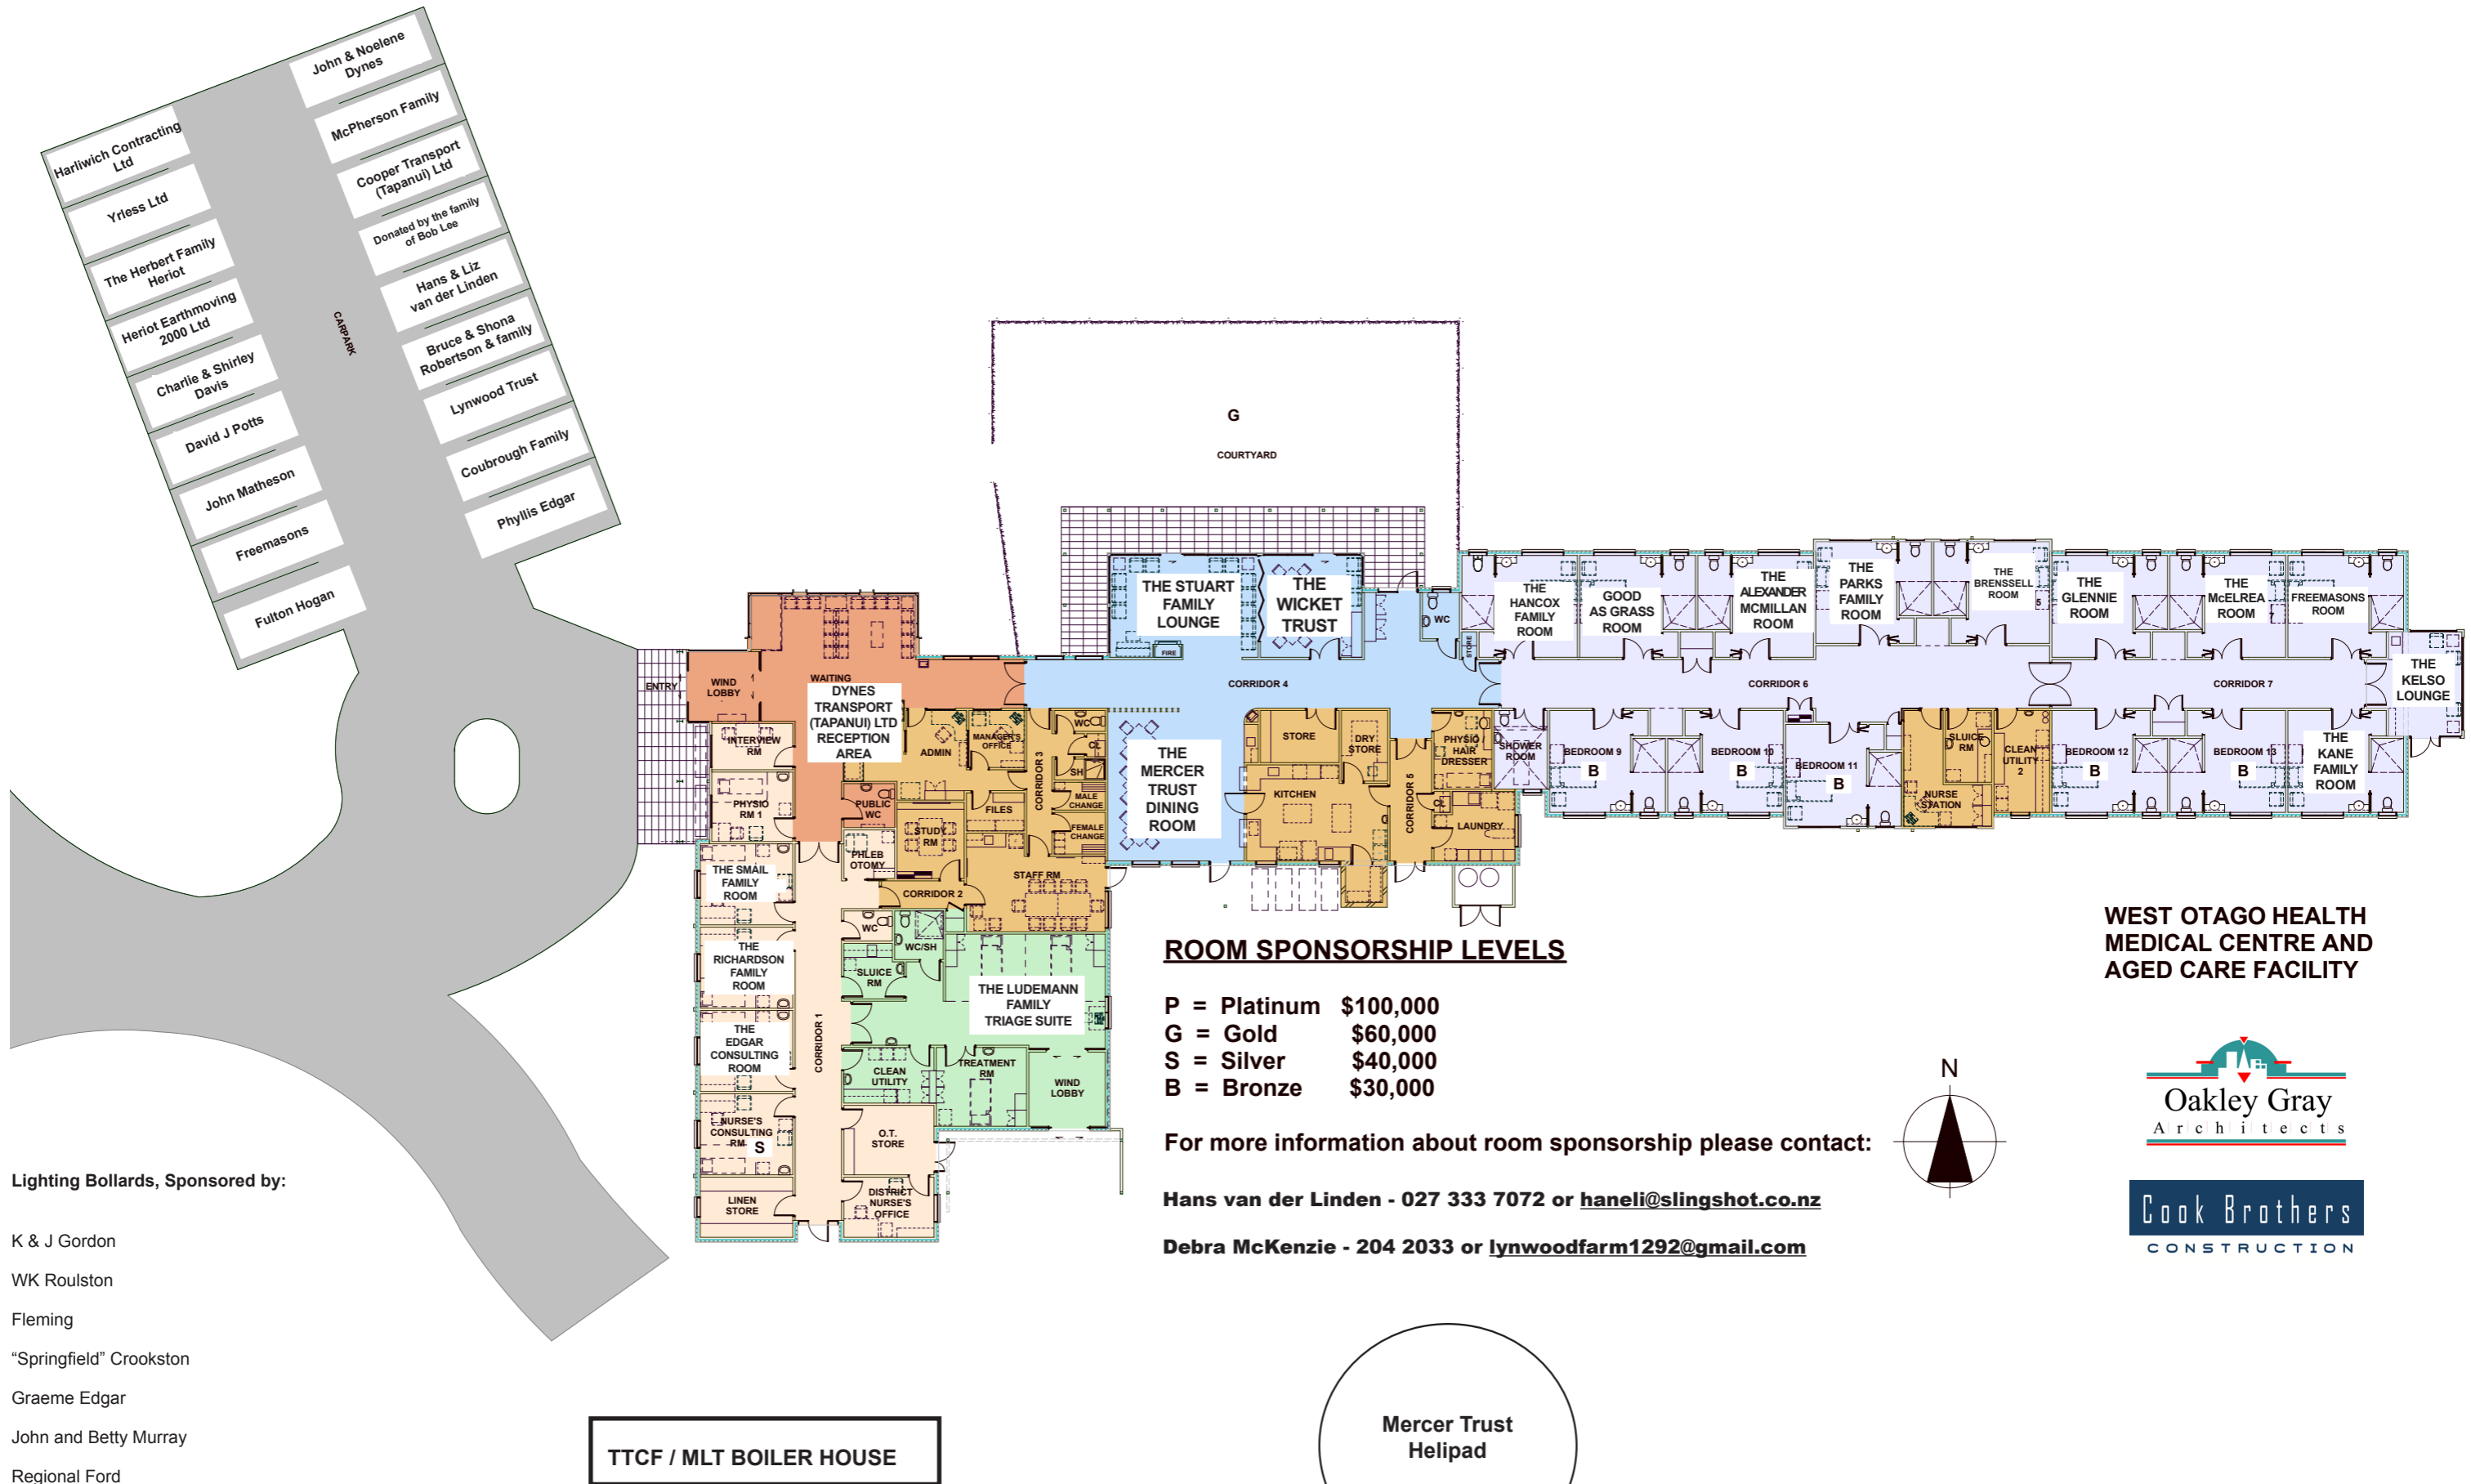 John & Noelene
Dynes
McPherson Family
Cooper Transport
(Tapanui) Ltd
Donated by the family
of Bob Lee
Hans & Liz
van der Linden
Bruce & Shona
Robertson & family
Lynwood Trust
Coubrough Family
Phyllis Edgar
Harliwich Contracting
Ltd
Yrless Ltd
The Herbert Family
Heriot
Heriot Earthmoving
2000 Ltd
Charlie & Shirley
Davis
David J Potts
John Matheson
Freemasons
Fulton Hogan
CARPARK
G
COURTYARD
ENTRY
WIND
LOBBY
WAITING
DYNES
TRANSPORT
(TAPANUI) LTD
RECEPTION
AREA
INTERVIEW
RM
PHYSIO
RM 1
PUBLIC
WC
PHLEB
OTOMY
ADMIN
MANAGER'S
OFFICE
FILES
STUDY
RM
CORRIDOR 3
WC
CL
SH
MALE
CHANGE
FEMALE
CHANGE
STAFF RM
CORRIDOR 2
THE STUART
FAMILY
LOUNGE
FIRE
THE
WICKET
TRUST
WC
STORE
CORRIDOR 4
THE
MERCER
TRUST
DINING
ROOM
STORE
DRY
STORE
KITCHEN
CORRIDOR 5
PHYSIO /
HAIR
DRESSER
CL
LAUNDRY
SHOWER
ROOM
THE
HANCOX
FAMILY
ROOM
GOOD
AS GRASS
ROOM
THE
ALEXANDER
MCMILLAN
ROOM
THE
PARKS
FAMILY
ROOM
THE
BRENSSELL
ROOM
5
THE
GLENNIE
ROOM
THE
McELREA
ROOM
FREEMASONS
ROOM
CORRIDOR 6
CORRIDOR 7
THE
KELSO
LOUNGE
BEDROOM 9
B
BEDROOM 10
B
BEDROOM 11
B
NURSE
STATION
SLUICE
RM
CLEAN
UTILITY
2
BEDROOM 12
B
BEDROOM 13
B
THE
KANE
FAMILY
ROOM
THE SMAIL
FAMILY
ROOM
THE
RICHARDSON
FAMILY
ROOM
THE
EDGAR
CONSULTING
ROOM
NURSE'S
CONSULTING
RM
S
LINEN
STORE
CORRIDOR 1
WC
WC/SH
SLUICE
RM
THE LUDEMANN
FAMILY
TRIAGE SUITE
CLEAN
UTILITY
TREATMENT
RM
WIND
LOBBY
O.T.
STORE
DISTRICT
NURSE'S
OFFICE
ROOM SPONSORSHIP LEVELS
P = Platinum $100,000
G = Gold $60,000
S = Silver $40,000
B = Bronze $30,000
For more information about room sponsorship please contact:
Hans van der Linden - 027 333 7072 or haneli@slingshot.co.nz
Debra McKenzie - 204 2033 or lynwoodfarm1292@gmail.com
N
WEST OTAGO HEALTH
MEDICAL CENTRE AND
AGED CARE FACILITY
Oakley Gray
Architects
Cook Brothers
CONSTRUCTION
Lighting Bollards, Sponsored by:
K & J Gordon
WK Roulston
Fleming
“Springfield” Crookston
Graeme Edgar
John and Betty Murray
Regional Ford
TTCF / MLT BOILER HOUSE
Mercer Trust
Helipad